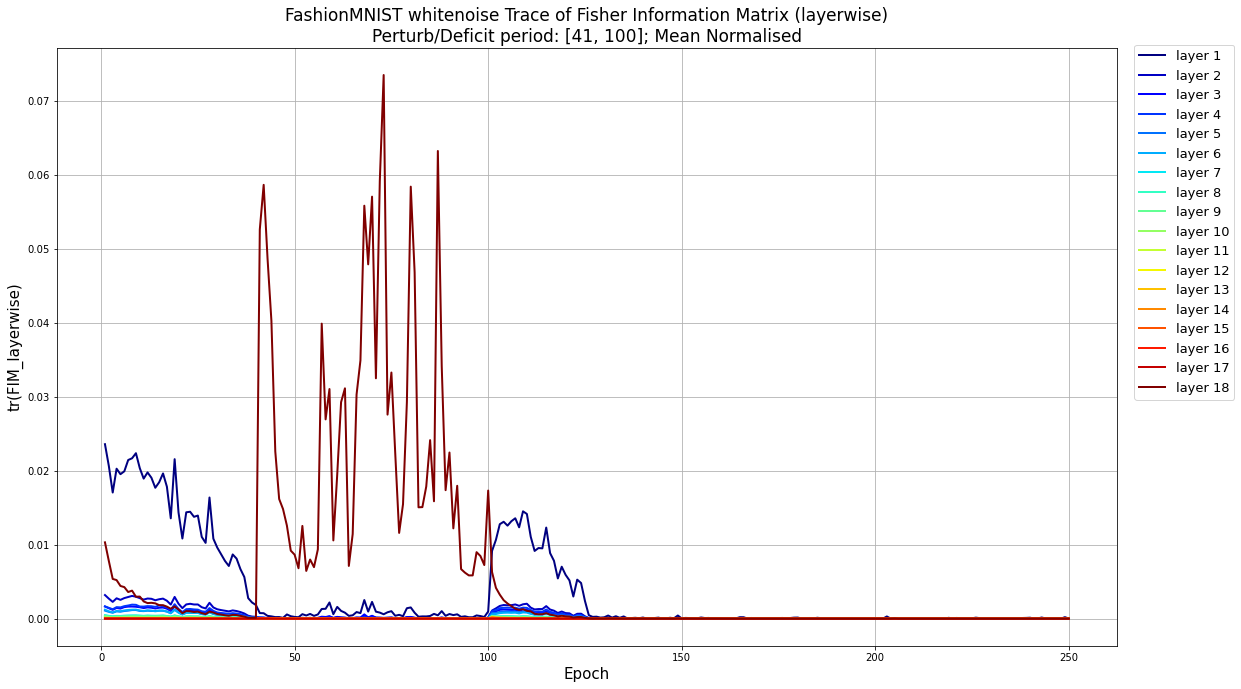 FashionMNIST whitenoise Trace of Fisher Information Matrix (layerwise)
Perturb/Deficit period: [41, 100]; Mean Normalised
tr(FIM_layerwise)
0.07
0.06
0.05
0.04
0.03
0.02
0.01
0.00
0
50
100
150
200
250
Epoch
layer 1
layer 2
layer 3
layer 4
layer 5
layer 6
layer 7
layer 8
layer 9
layer 10
layer 11
layer 12
layer 13
layer 14
layer 15
layer 16
layer 17
layer 18